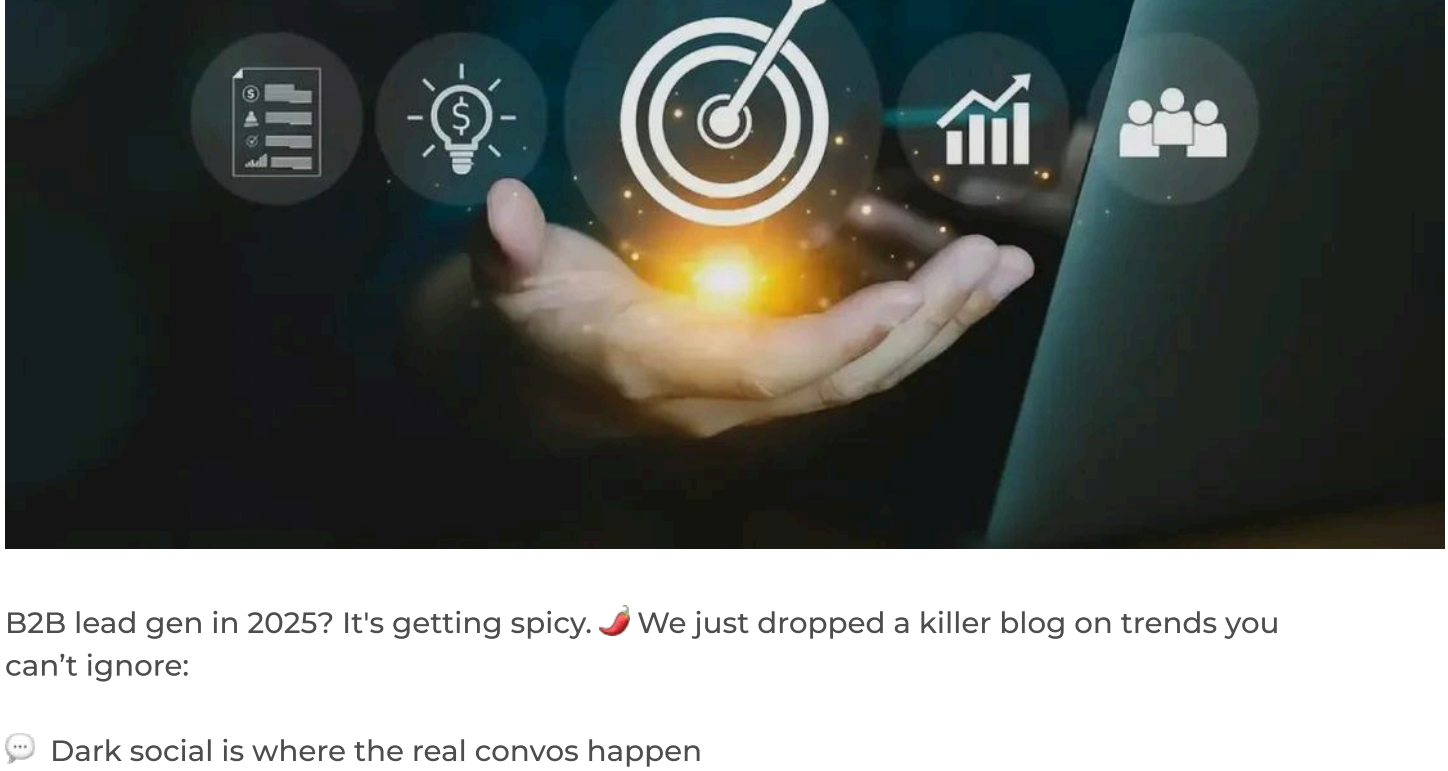 $
$
B2B lead gen in 2025? It's getting spicy. 🌶️ We just dropped a killer blog on trends you
can’t ignore:
💬 Dark social is where the real convos happen